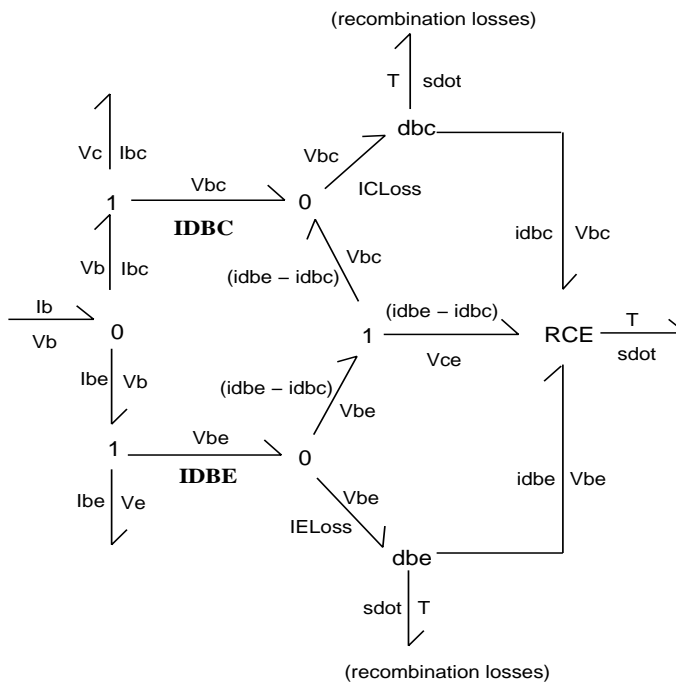 (recombination losses)
T sdot
dbc
Vc Ibc
Vbc
Vbc
ICLoss
1
0
IDBC
idbc Vbc
Vb Ibc
Vbc
(idbe – idbc)
Ib
(idbe – idbc)
T
0
1
RCE
Vb
Vce
sdot
Ibe Vb
(idbe – idbc)
Vbe
Vbe
1
0
IDBE
idbe Vbe
Ibe Ve
Vbe
IELoss
dbe
sdot T
(recombination losses)